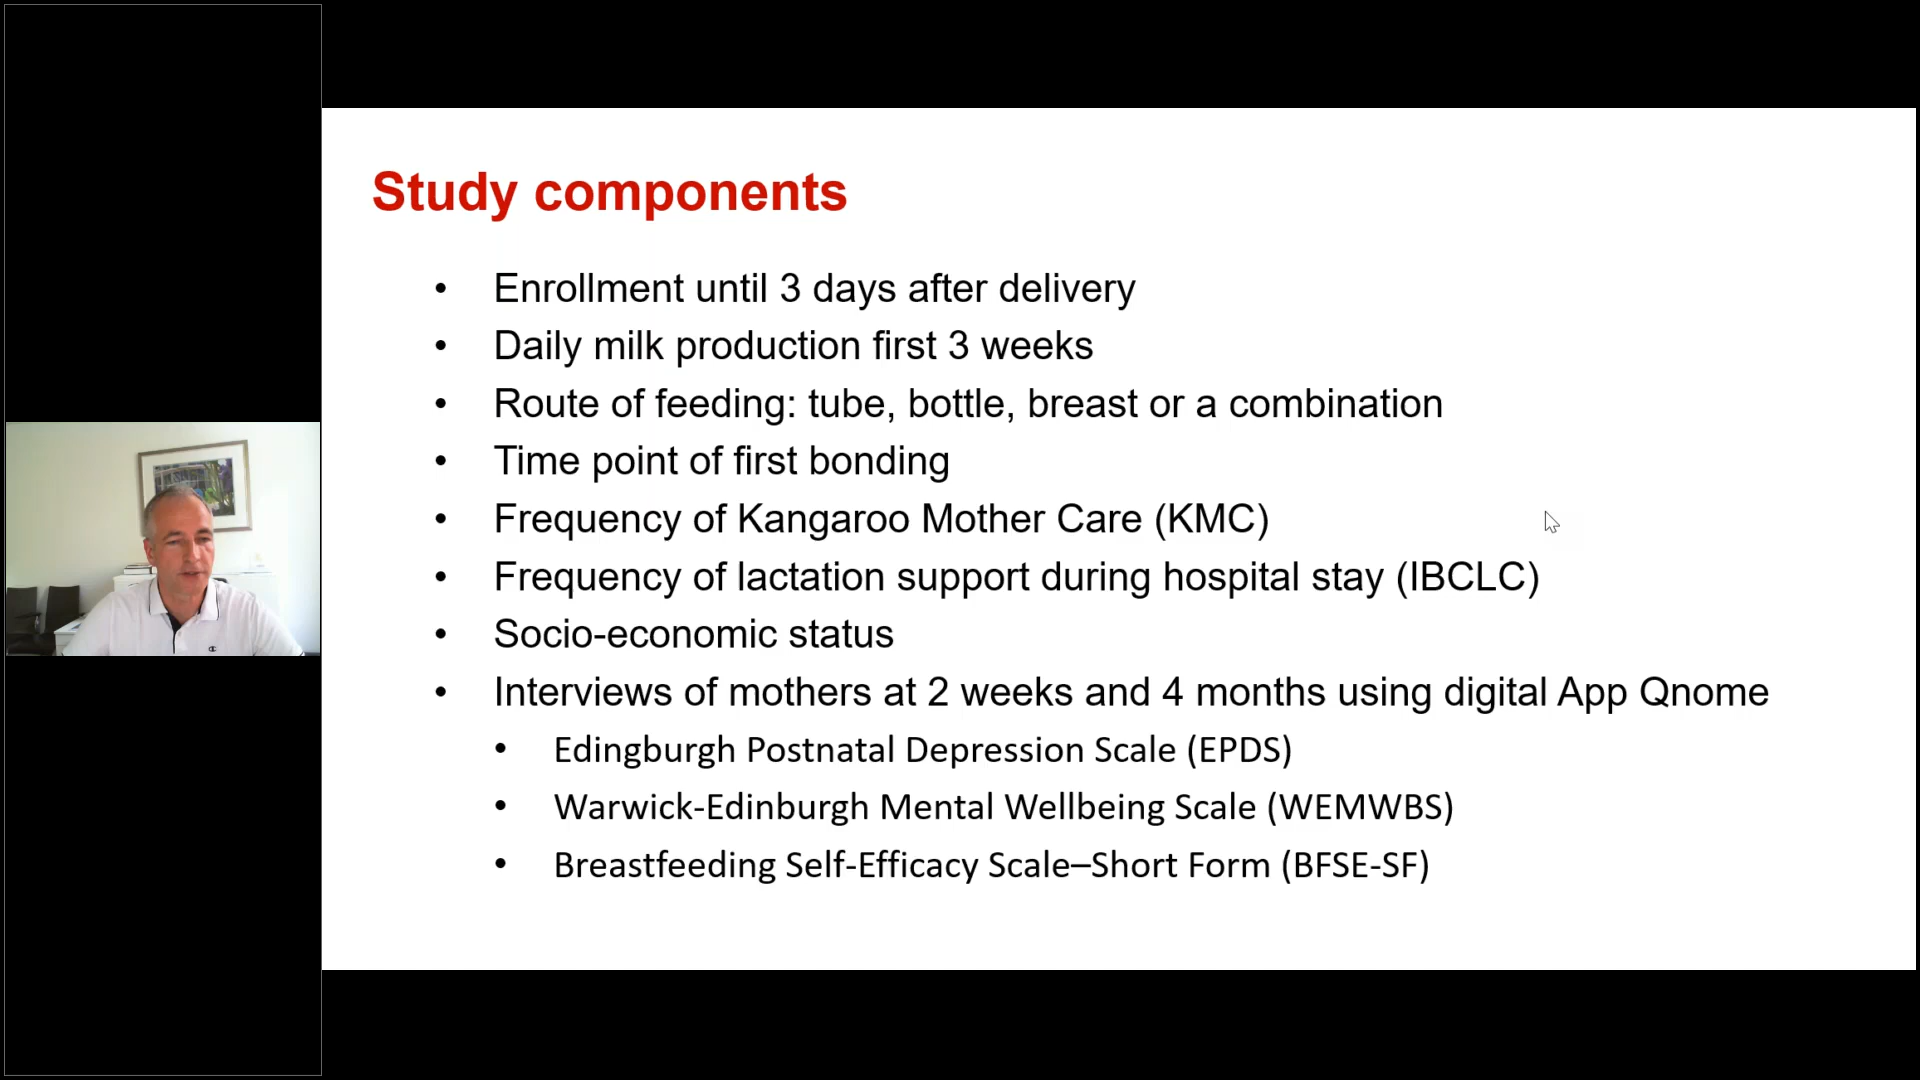 Study components
• Enrollment until 3 days after delivery
• Daily milk production first 3 weeks
• Route of feeding: tube, bottle, breast or a combination
• Time point of first bonding
• Frequency of Kangaroo Mother Care (KMC)
• Frequency of lactation support during hospital stay (IBCLC)
• Socio-economic status
• Interviews of mothers at 2 weeks and 4 months using digital App Qnome
• Edingburgh Postnatal Depression Scale (EPDS)
• Warwick-Edinburgh Mental Wellbeing Scale (WEMWBS)
• Breastfeeding Self-Efficacy Scale–Short Form (BFSE-SF)